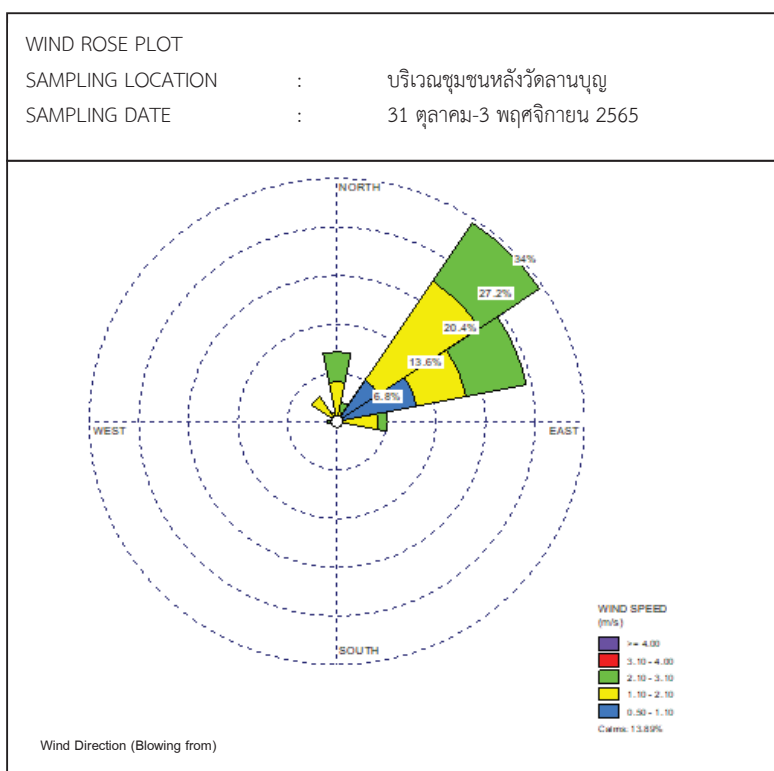 WIND ROSE PLOT
SAMPLING LOCATION : บริเวณชุมชนหลังวัดลานบุญ
SAMPLING DATE : 31 ตุลาคม-3 พฤศจิกายน 2565
NORTH
34%
27.2%
20.4%
13.6%
6.8%
WEST
EAST
SOUTH
WIND SPEED
(m/s)
>= 4.00
3.10 - 4.00
2.10 - 3.10
1.10 - 2.10
0.50 - 1.10
Calms: 13.89%
Wind Direction (Blowing from)